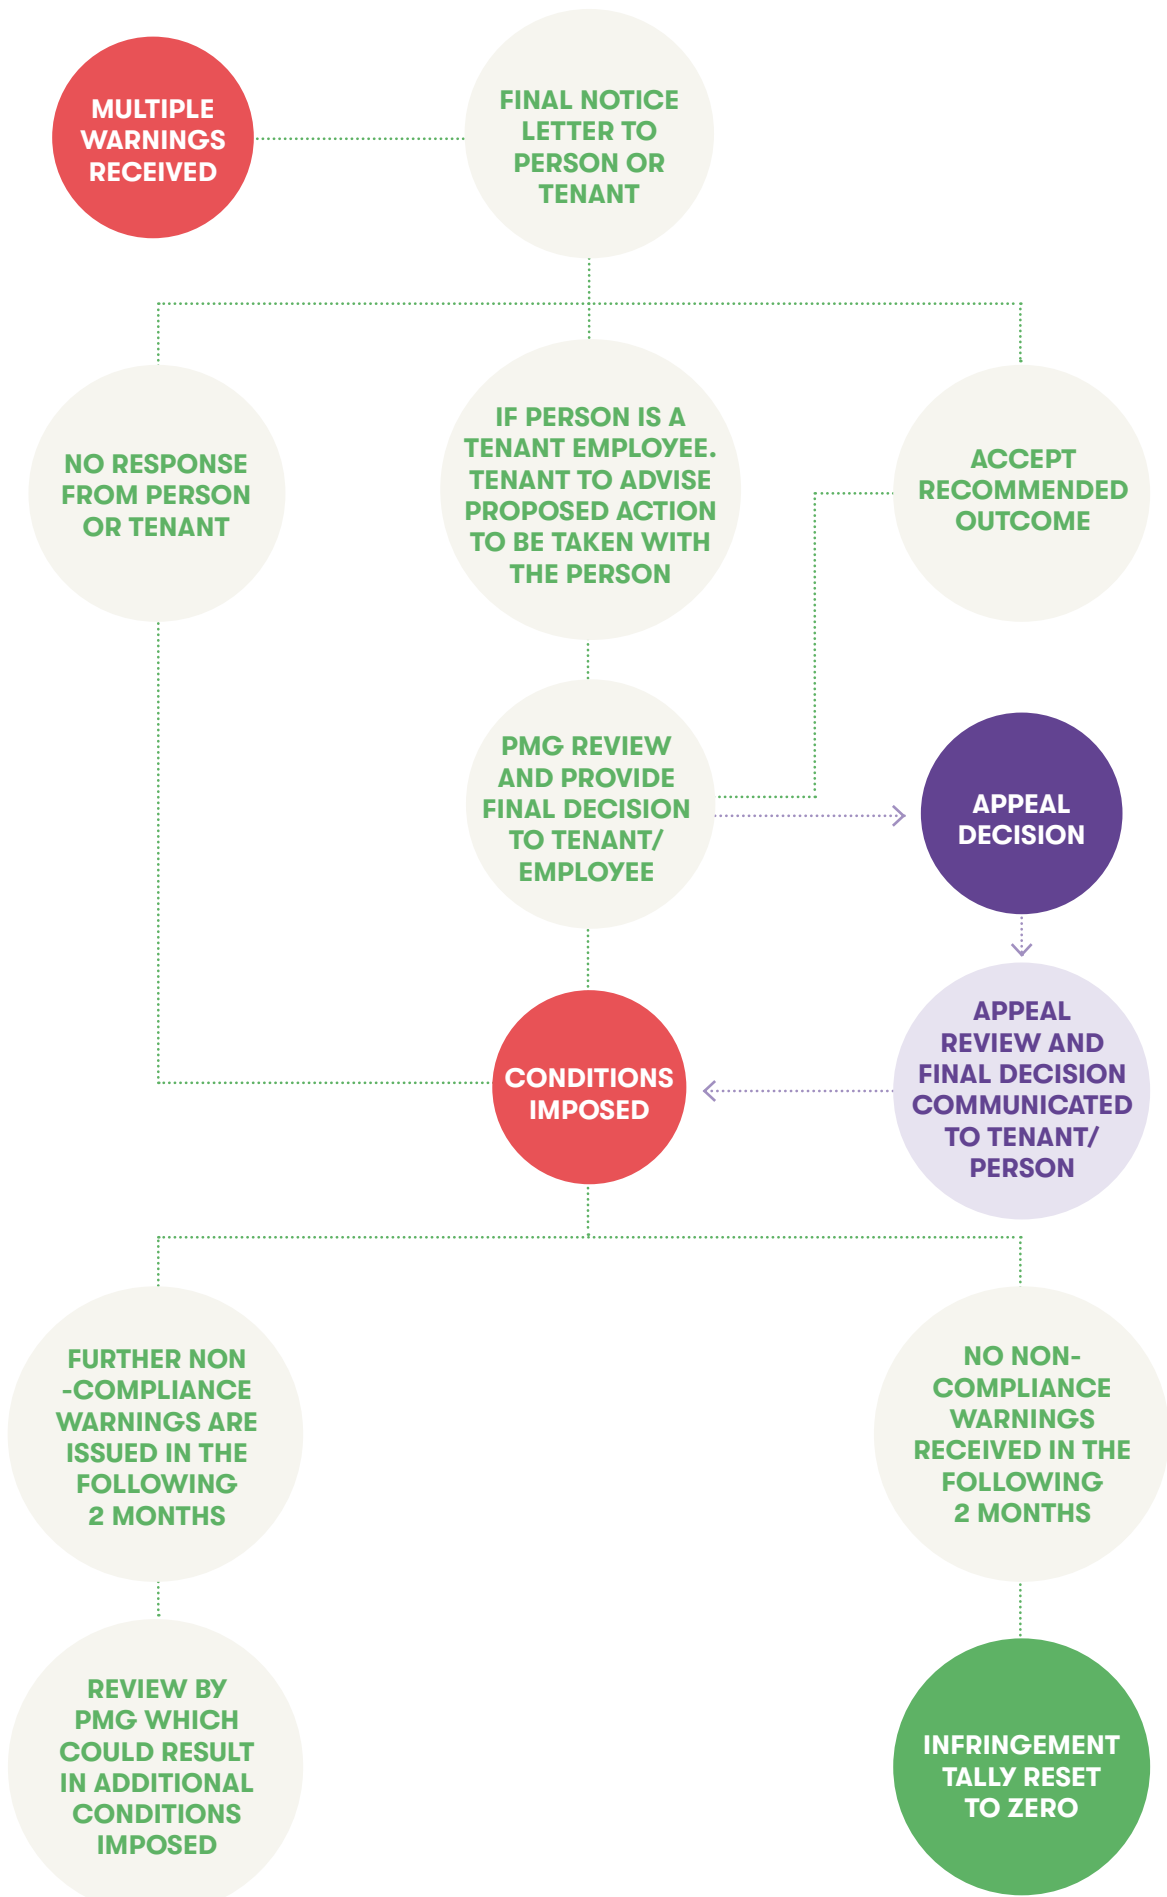 MULTIPLE
WARNINGS
RECEIVED
FINAL NOTICE
LETTER TO
PERSON OR
TENANT
NO RESPONSE
FROM PERSON
OR TENANT
IF PERSON IS A
TENANT EMPLOYEE.
TENANT TO ADVISE
PROPOSED ACTION
TO BE TAKEN WITH
THE PERSON
ACCEPT
RECOMMENDED
OUTCOME
PMG REVIEW
AND PROVIDE
FINAL DECISION
TO TENANT/
EMPLOYEE
APPEAL
DECISION
CONDITIONS
IMPOSED
APPEAL
REVIEW AND
FINAL DECISION
COMMUNICATED
TO TENANT/
PERSON
FURTHER NON
-COMPLIANCE
WARNINGS ARE
ISSUED IN THE
FOLLOWING
2 MONTHS
NO NON-
COMPLIANCE
WARNINGS
RECEIVED IN THE
FOLLOWING
2 MONTHS
REVIEW BY
PMG WHICH
COULD RESULT
IN ADDITIONAL
CONDITIONS
IMPOSED
INFRINGEMENT
TALLY RESET
TO ZERO